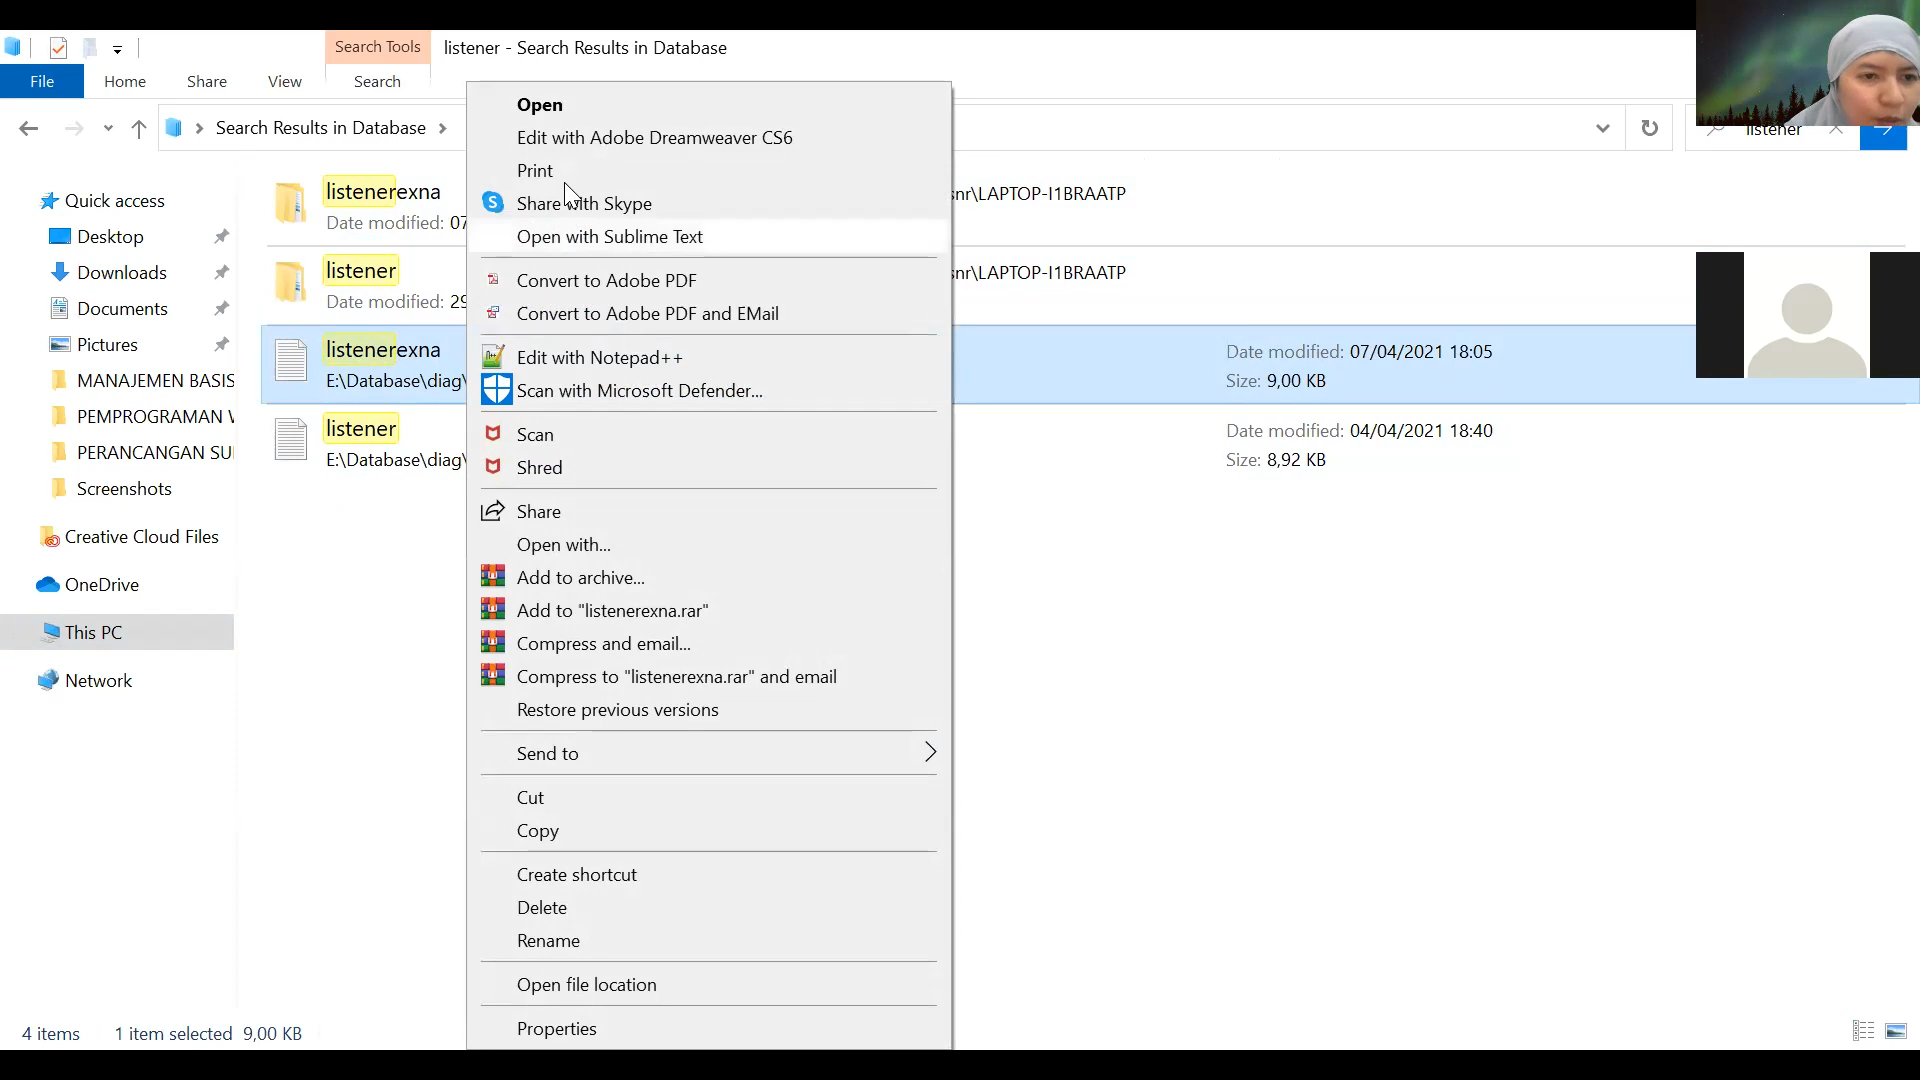 Search Tools
listener - Search Results in Database
File
Home
Share
View
Search
Search Results in Database
listener
Quick access
Desktop
Downloads
Documents
Pictures
MANAJEMEN BASIS
PEMPROGRAMAN
PERANCANGAN
Screenshots
Creative Cloud Files
OneDrive
This PC
Network
listenerexna
Date modified: 07
\LAPTOP-I1BRAATP
listener
Date modified: 29
\LAPTOP-I1BRAATP
listenerexna
E:\Database\diag\
Date modified: 07/04/2021 18:05
Size: 9,00 KB
listener
E:\Database\diag\
Date modified: 04/04/2021 18:40
Size: 8,92 KB
Open
Edit with Adobe Dreamweaver CS6
Print
Share with Skype
Open with Sublime Text
Convert to Adobe PDF
Convert to Adobe PDF and EMail
Edit with Notepad++
Scan with Microsoft Defender...
Scan
Shred
Share
Open with...
Add to archive...
Add to "listenerexna.rar"
Compress and email...
Compress to "listenerexna.rar" and email
Restore previous versions
Send to
Cut
Copy
Create shortcut
Delete
Rename
Open file location
Properties
4 items
1 item selected 9,00 KB